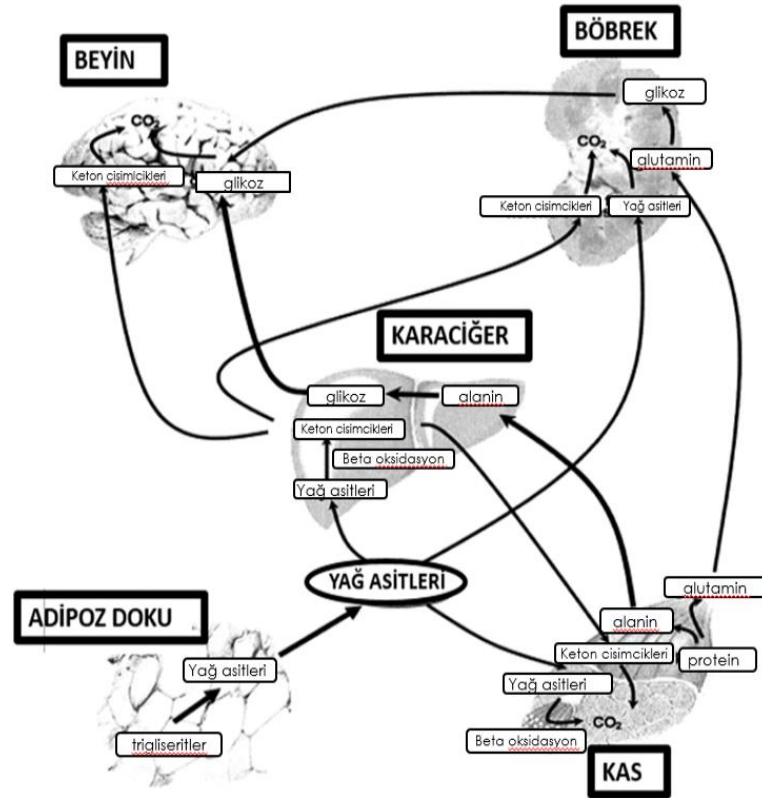 BEYİN
BÖBREK
glikoz
CO₂
CO₂
glutamin
Keton cisimlcikleri
glikoz
Keton cisimcikleri
Yağ asitleri
KARACİĞER
glikoz
alanin
Keton cisimcikleri
Beta oksidasyon
Yağ asitleri
YAĞ ASİTLERİ
glutamin
ADİPOZ DOKU
alanin
Keton cisimcikleri
protein
Yağ asitleri
Yağ asitleri
CO₂
trigliseritler
Beta oksidasyon
KAS